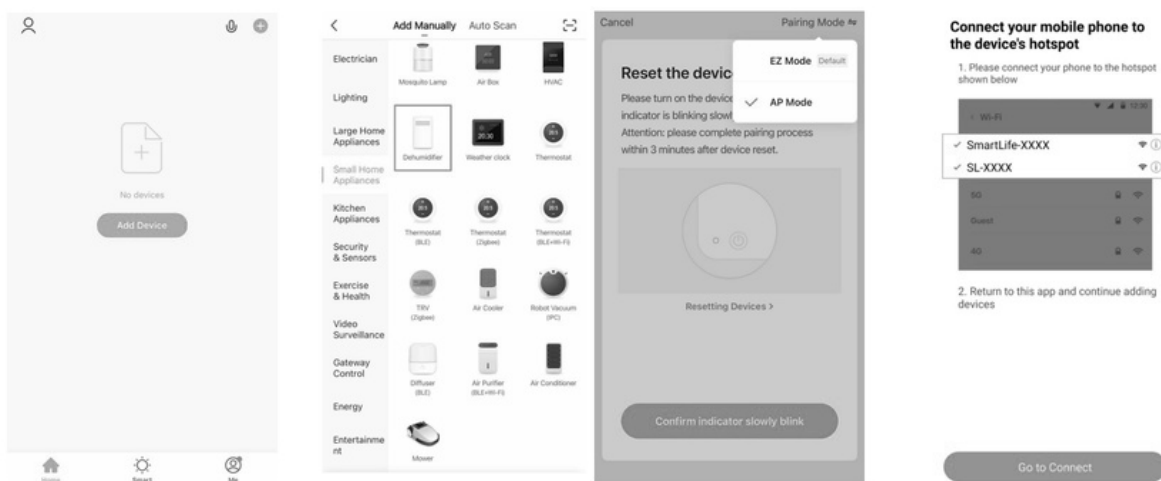 No devices
Add Device
Home
Smart
Me
Add Manually
Auto Scan
Electrician
Lighting
Large Home
Appliances
Small Home
Appliances
Kitchen
Appliances
Security
& Sensors
Exercise
& Health
Video
Surveillance
Gateway
Control
Energy
Entertainme
nt
Mosquito Lamp
Air Box
HVAC
Dehumidifier
Weather clock
Thermostat
Thermostat
(BLE)
Thermostat
(Zigbee)
Thermostat
(BLE+Wi-Fi)
TRV
(Zigbee)
Air Cooler
Robot Vacuum
(IPC)
Diffuser
(BLE)
Air Purifier
(BLE+Wi-Fi)
Air Conditioner
Mower
Cancel
Pairing Mode
EZ Mode Default
AP Mode
Reset the devic
Please turn on the device
indicator is blinking slowl
Attention: please complete pairing process
within 3 minutes after device reset.
Resetting Devices >
Confirm indicator slowly blink
Connect your mobile phone to
the device's hotspot
1. Please connect your phone to the hotspot
shown below
12:30
Wi-Fi
SmartLife-XXXX
SL-XXXX
5G
Guest
4G
2. Return to this app and continue adding
devices
Go to Connect